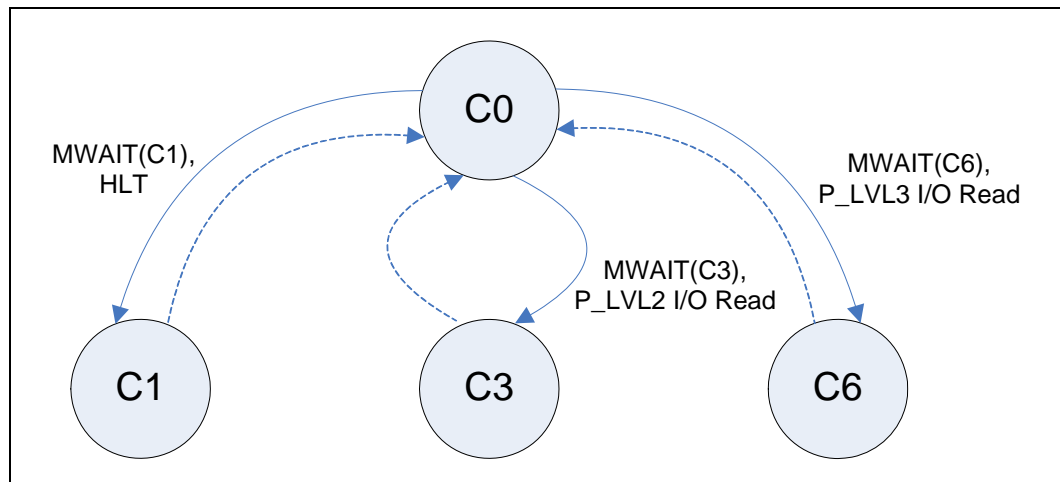 C0
MWAIT(C1),
HLT
MWAIT(C6),
P_LVL3 I/O Read
MWAIT(C3),
P_LVL2 I/O Read
C1
C3
C6